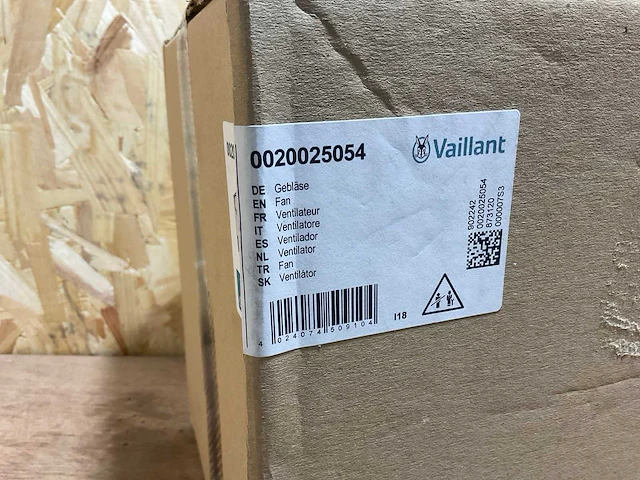 0020025054
Vaillant
DE Gebläse
EN Fan
FR Ventilateur
IT Ventilatore
ES Ventilador
NL Ventilator
TR Fan
SK Ventilátor
902242
0020025054
873120
000007S3
4 024074 509104
I18